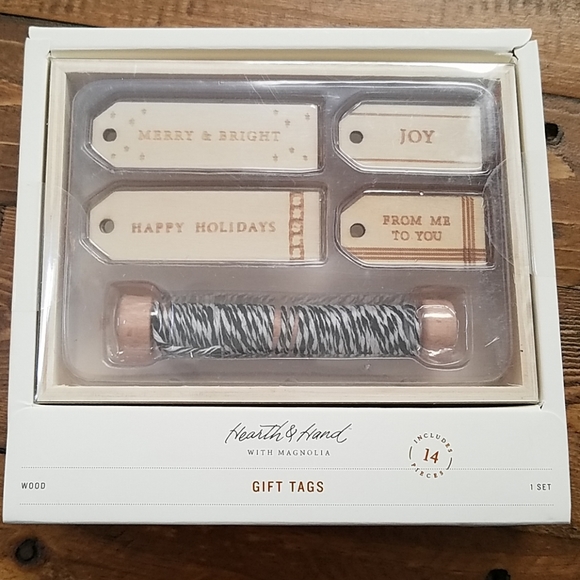 MERRY & BRIGHT
JOY
HAPPY HOLIDAYS
FROM ME
TO YOU
Hearth & Hand
WITH MAGNOLIA
INCLUDES
14
PIECES
WOOD
GIFT TAGS
1 SET